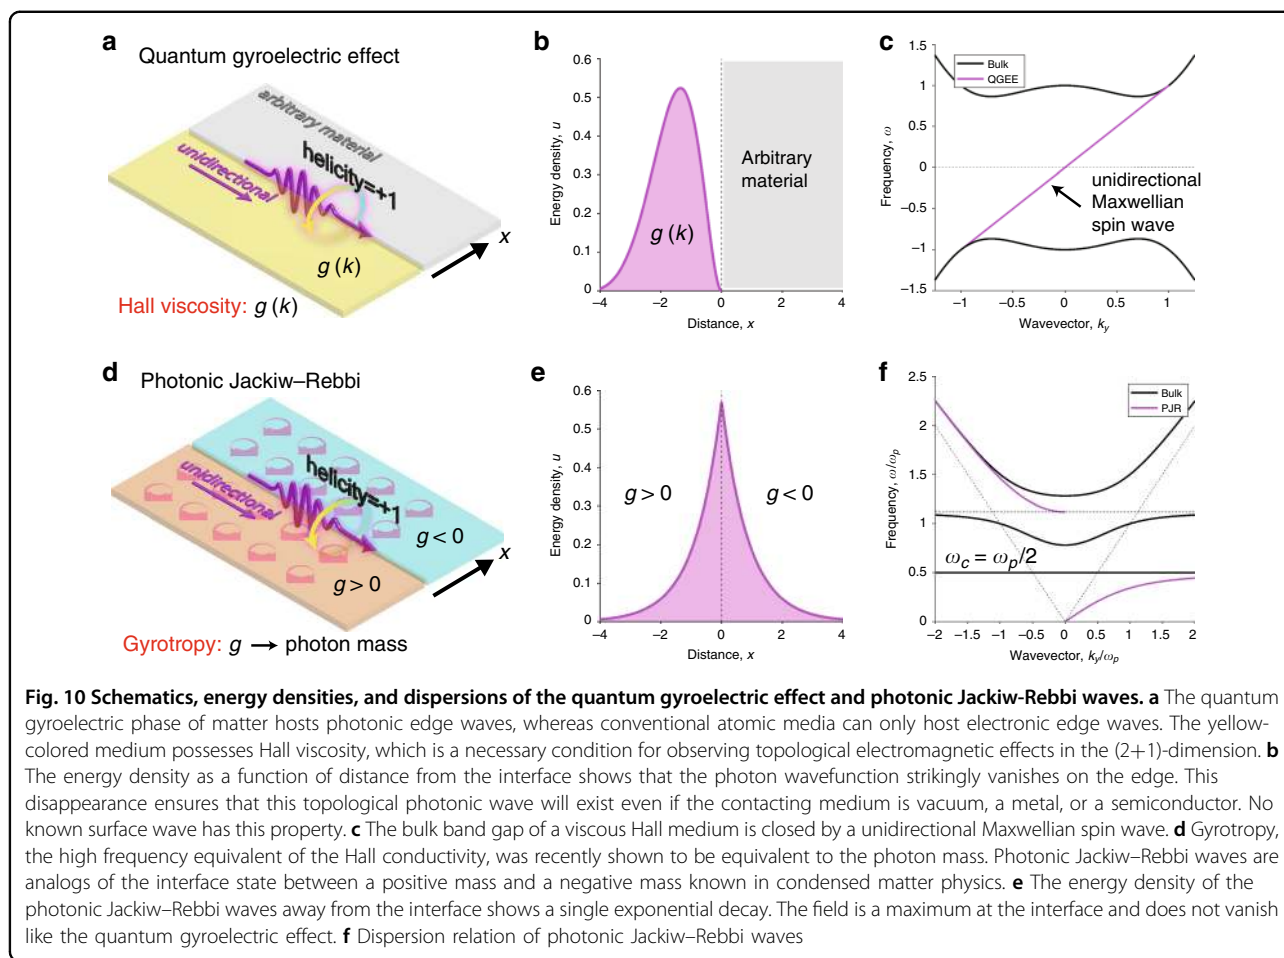 a
Quantum gyroelectric effect
arbitrary material
unidirectional
helicity=+1
g (k)
x
Hall viscosity: g (k)
b
Energy density, u
0.6
0.5
0.4
0.3
0.2
0.1
0
g (k)
Arbitrary
material
−4
−2
0
2
4
Distance, x
c
Frequency, ω
1.5
1
0.5
0
−0.5
−1
−1.5
Bulk
QGEE
unidirectional
Maxwellian
spin wave
−1
−0.5
0
0.5
1
Wavevector, ky
d
Photonic Jackiw–Rebbi
unidirectional
helicity=+1
g < 0
g > 0
x
Gyrotropy: g → photon mass
e
Energy density, u
0.6
0.5
0.4
0.3
0.2
0.1
0
g > 0
g < 0
−4
−2
0
2
4
Distance, x
f
Frequency, ω/ωp
2.5
2
1.5
1
0.5
0
Bulk
PJR
ωc = ωp/2
−2
−1.5
−1
−0.5
0
0.5
1
1.5
2
Wavevector, ky/ωp
Fig. 10 Schematics, energy densities, and dispersions of the quantum gyroelectric effect and photonic Jackiw-Rebbi waves. a The quantum
gyroelectric phase of matter hosts photonic edge waves, whereas conventional atomic media can only host electronic edge waves. The yellow-
colored medium possesses Hall viscosity, which is a necessary condition for observing topological electromagnetic effects in the (2+1)-dimension. b
The energy density as a function of distance from the interface shows that the photon wavefunction strikingly vanishes on the edge. This
disappearance ensures that this topological photonic wave will exist even if the contacting medium is vacuum, a metal, or a semiconductor. No
known surface wave has this property. c The bulk band gap of a viscous Hall medium is closed by a unidirectional Maxwellian spin wave. d Gyrotropy,
the high frequency equivalent of the Hall conductivity, was recently shown to be equivalent to the photon mass. Photonic Jackiw–Rebbi waves are
analogs of the interface state between a positive mass and a negative mass known in condensed matter physics. e The energy density of the
photonic Jackiw–Rebbi waves away from the interface shows a single exponential decay. The field is a maximum at the interface and does not vanish
like the quantum gyroelectric effect. f Dispersion relation of photonic Jackiw–Rebbi waves